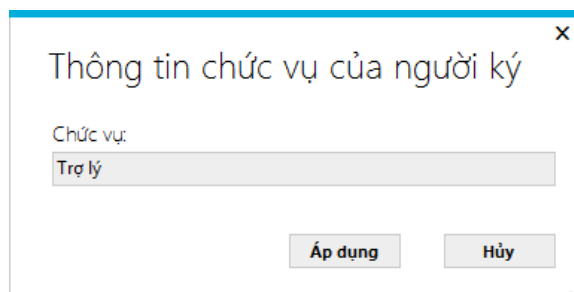 Thông tin chức vụ của người ký
Chức vụ:
Trợ lý
Áp dụng Hủy